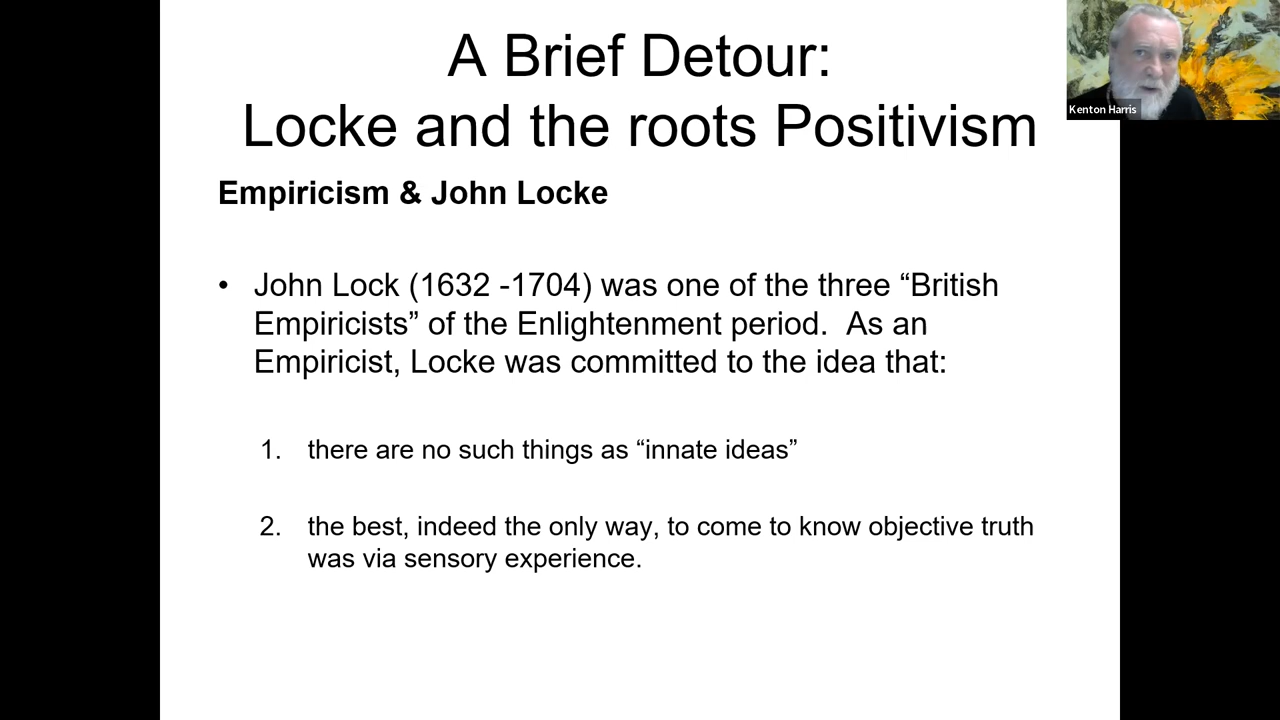 A Brief Detour:
Locke and the roots Positivism
Kenton Harris
Empiricism & John Locke
• John Lock (1632 -1704) was one of the three “British
Empiricists” of the Enlightenment period.  As an
Empiricist, Locke was committed to the idea that:
1. there are no such things as “innate ideas”
2. the best, indeed the only way, to come to know objective truth
was via sensory experience.